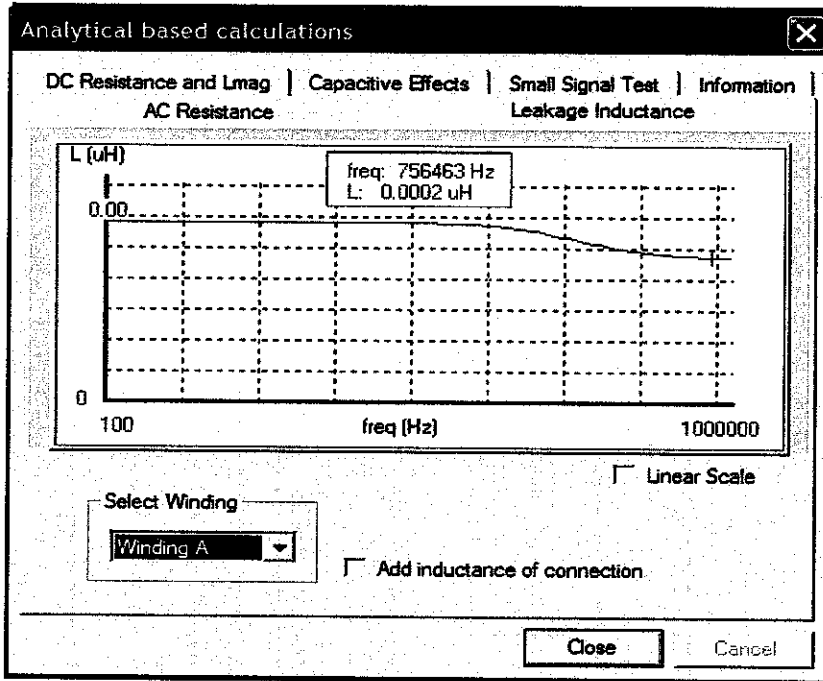 Analytical based calculations
DC Resistance and Lmag | Capacitive Effects | Small Signal Test | Information
AC Resistance Leakage Inductance
L (uH)
freq: 756463 Hz
L: 0.0002 uH
0.00
0
100 freq (Hz) 1000000
Linear Scale
Select Winding
Winding A
Add inductance of connection
Close Cancel